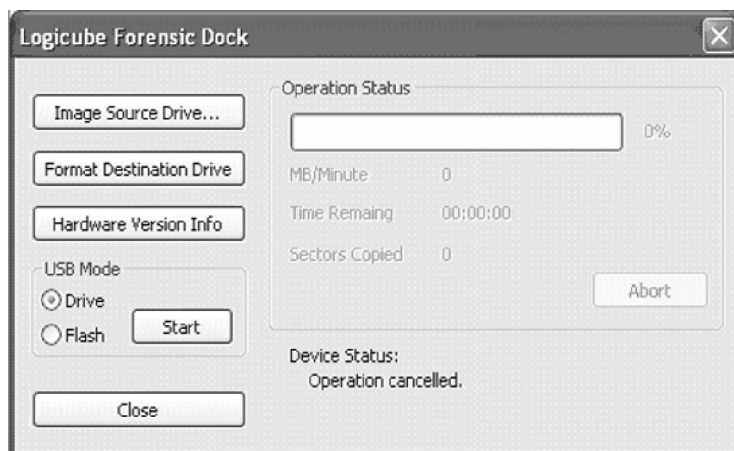 Logicube Forensic Dock
Image Source Drive...
Format Destination Drive
Hardware Version Info
USB Mode
Drive
Flash
Start
Close
Operation Status
0%
MB/Minute 0
Time Remaing 00:00:00
Sectors Copied 0
Abort
Device Status:
Operation cancelled.